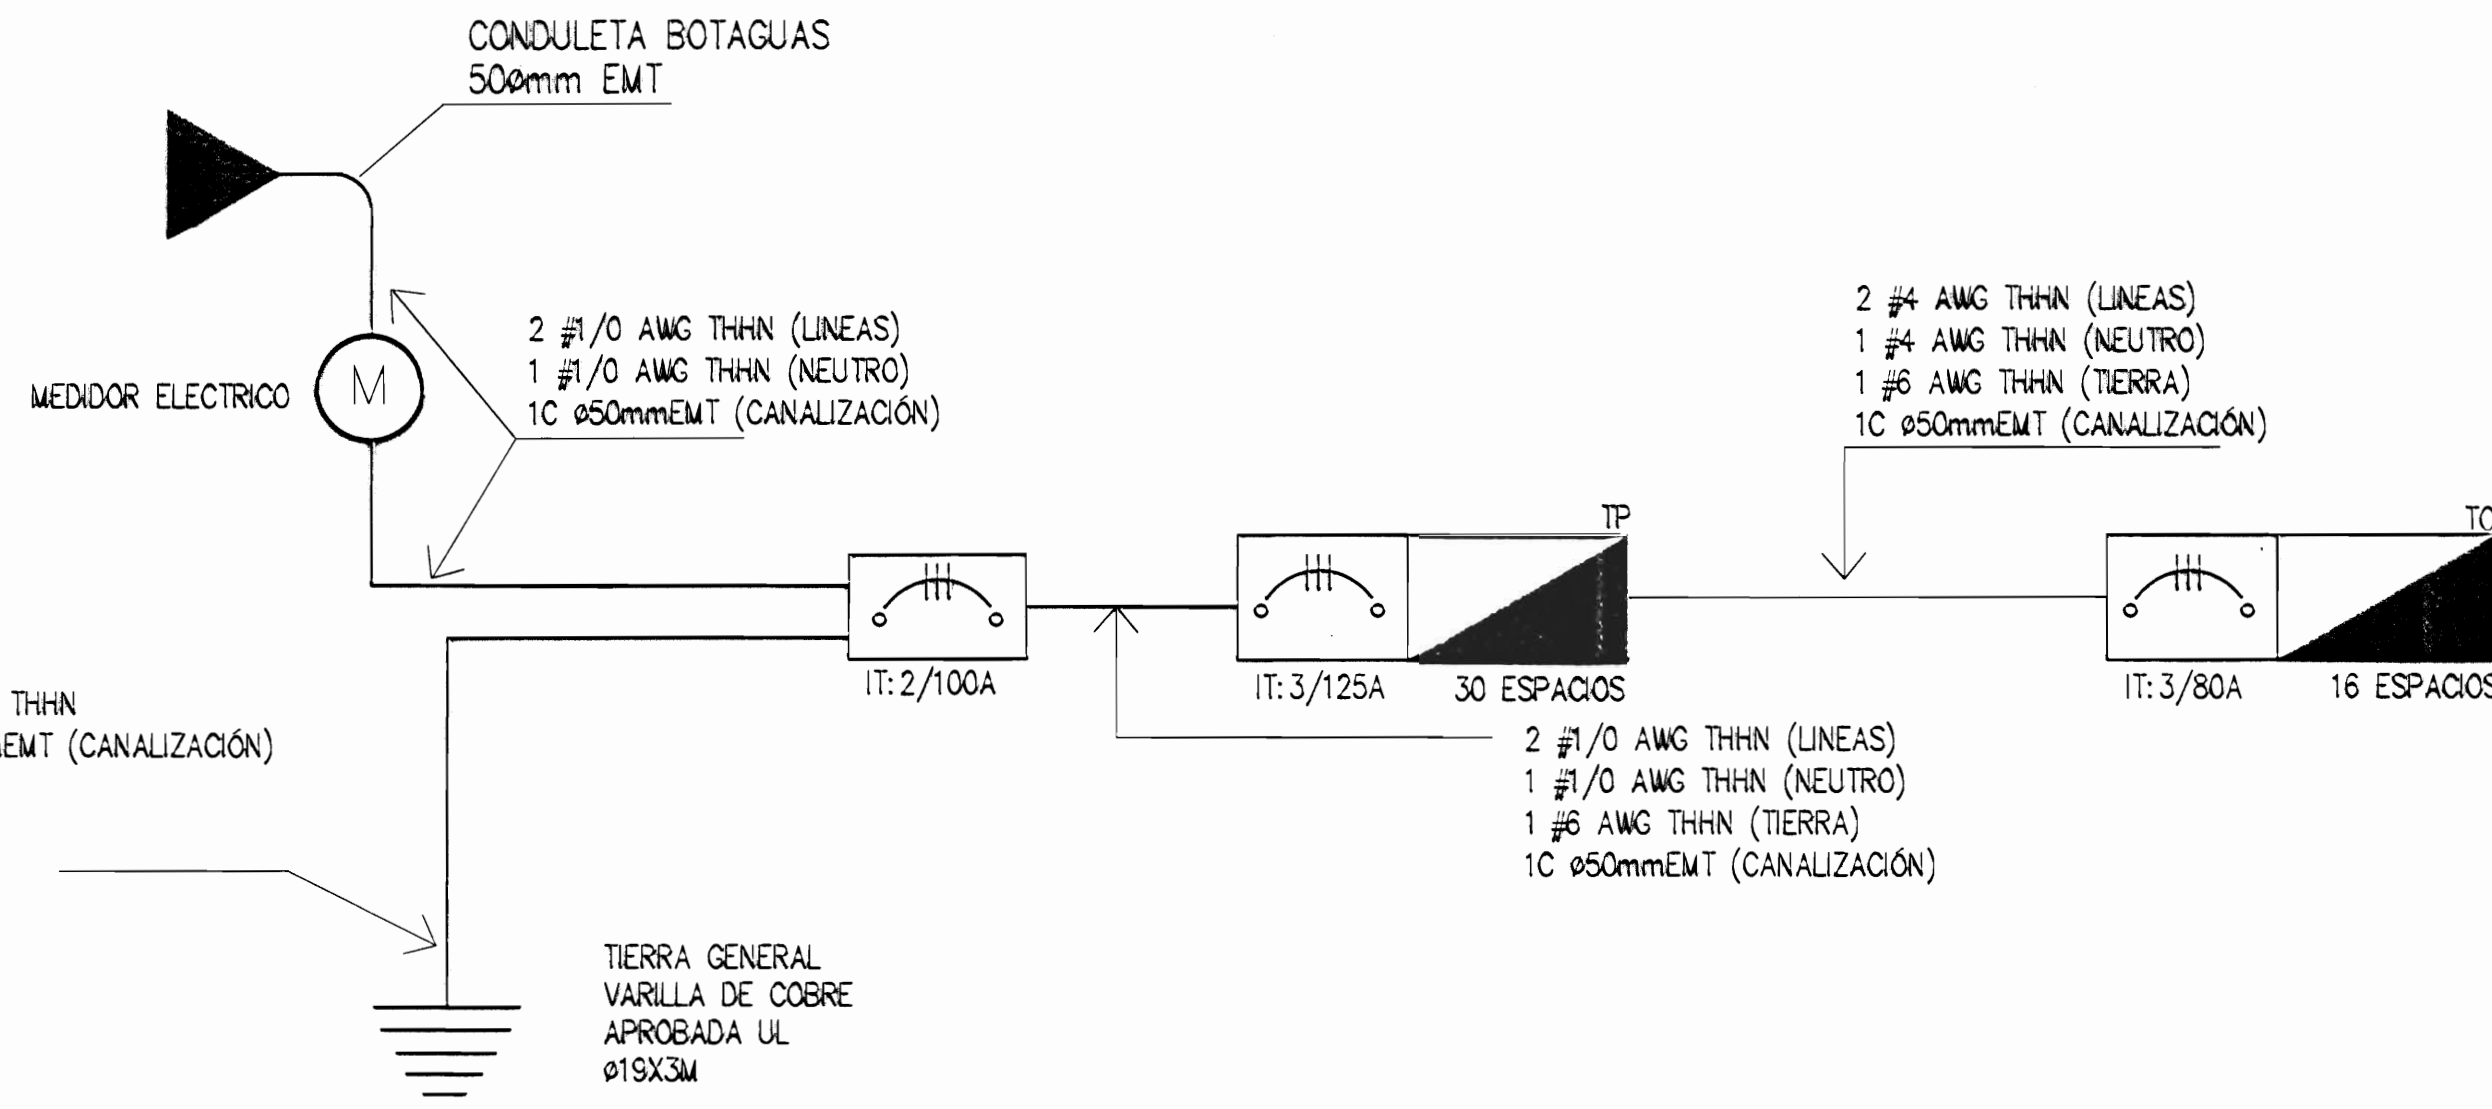 CONDULETA BOTAGUAS
50ømm EMT
2 #1/0 AWG THHN (LINEAS)
1 #1/0 AWG THHN (NEUTRO)
1C ø50mmEMT (CANALIZACIÓN)
MEDIDOR ELECTRICO
M
2 #4 AWG THHN (LINEAS)
1 #4 AWG THHN (NEUTRO)
1 #6 AWG THHN (TIERRA)
1C ø50mmEMT (CANALIZACIÓN)
TP
IT: 2/100A
IT: 3/125A
30 ESPACIOS
IT: 3/80A
16 ESPACIOS
THHN
EMT (CANALIZACIÓN)
2 #1/0 AWG THHN (LINEAS)
1 #1/0 AWG THHN (NEUTRO)
1 #6 AWG THHN (TIERRA)
1C ø50mmEMT (CANALIZACIÓN)
TIERRA GENERAL
VARILLA DE COBRE
APROBADA UL
ø19X3M